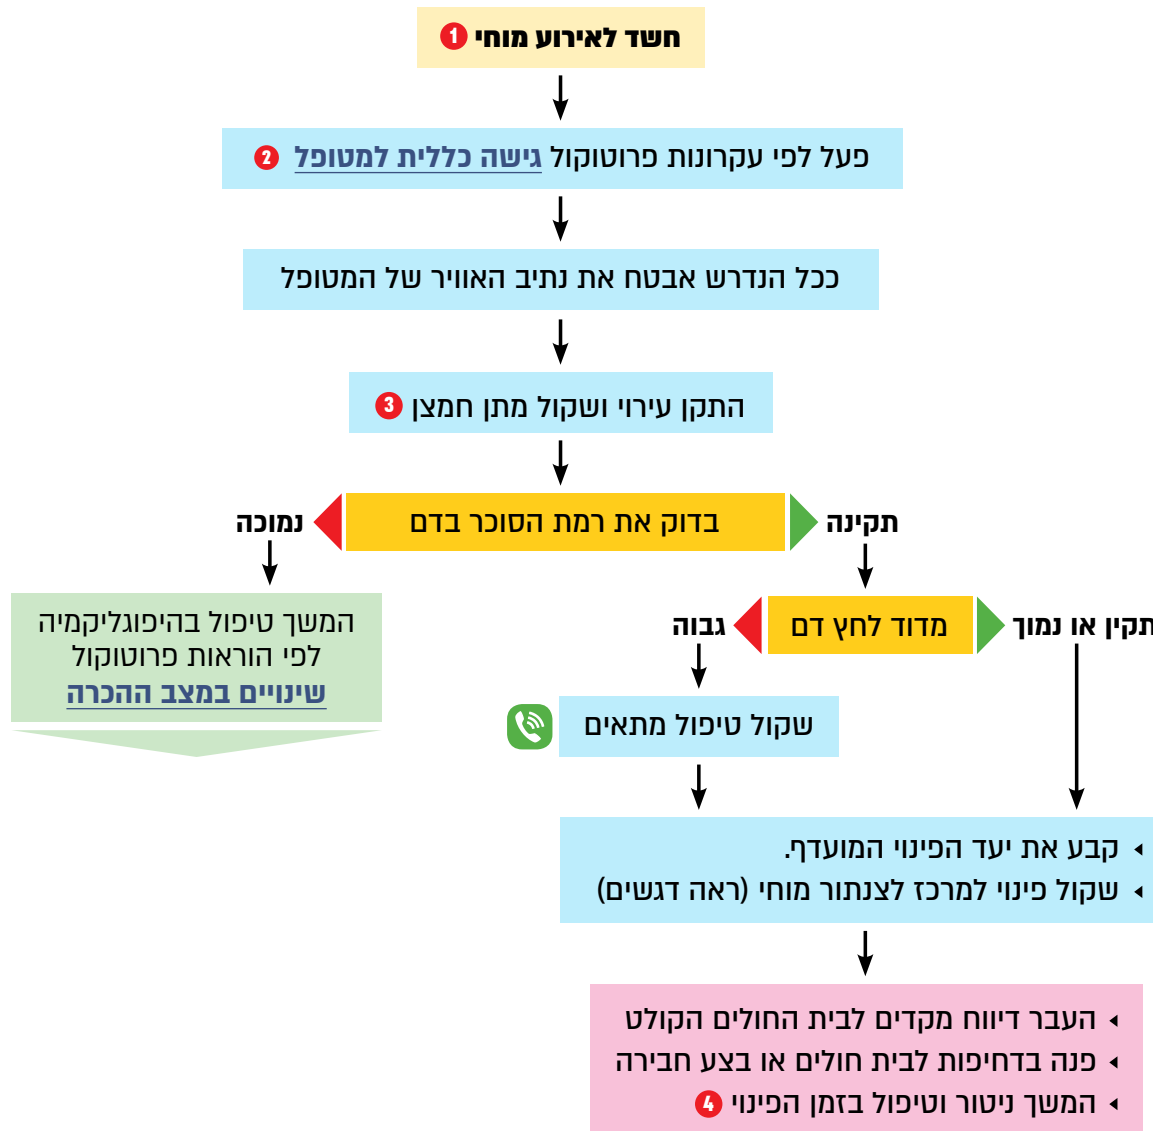 חשד לאירוע מוחי 1
פעל לפי עקרונות פרוטוקול גישה כללית למטופל 2
ככל הנדרש אבטח את נתיב האוויר של המטופל
התקן עירוי ושקול מתן חמצן 3
בדוק את רמת הסוכר בדם
תקינה
נמוכה
המשך טיפול בהיפוגליקמיה
לפי הוראות פרוטוקול
שינויים במצב ההכרה
מדוד לחץ דם
תקין או נמוך
גבוה
שקול טיפול מתאים
קבע את יעד הפינוי המועדף.
שקול פינוי למרכז לצנתור מוחי (ראה דגשים)
העבר דיווח מקדים לבית החולים הקולט
פנה בדחיפות לבית חולים או בצע חבירה
המשך ניטור וטיפול בזמן הפינוי 4